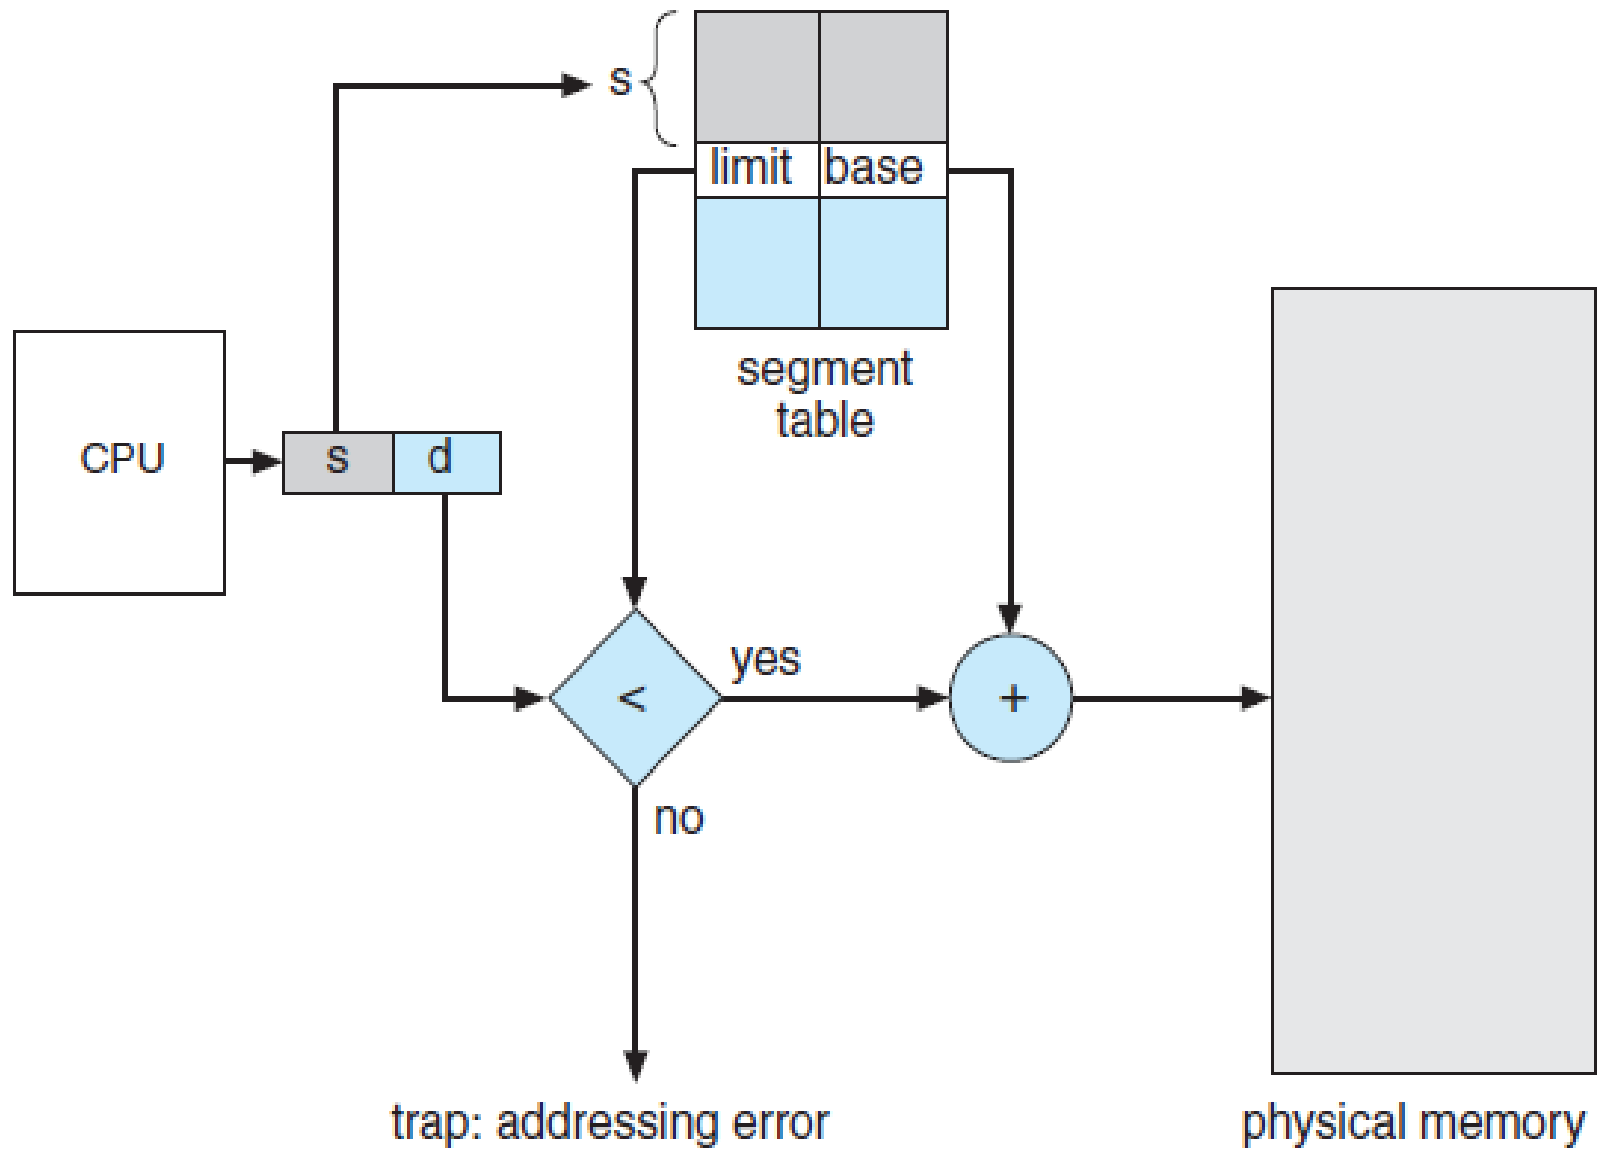 s
limit base
segment
table
CPU
s d
<
yes
+
no
trap: addressing error
physical memory